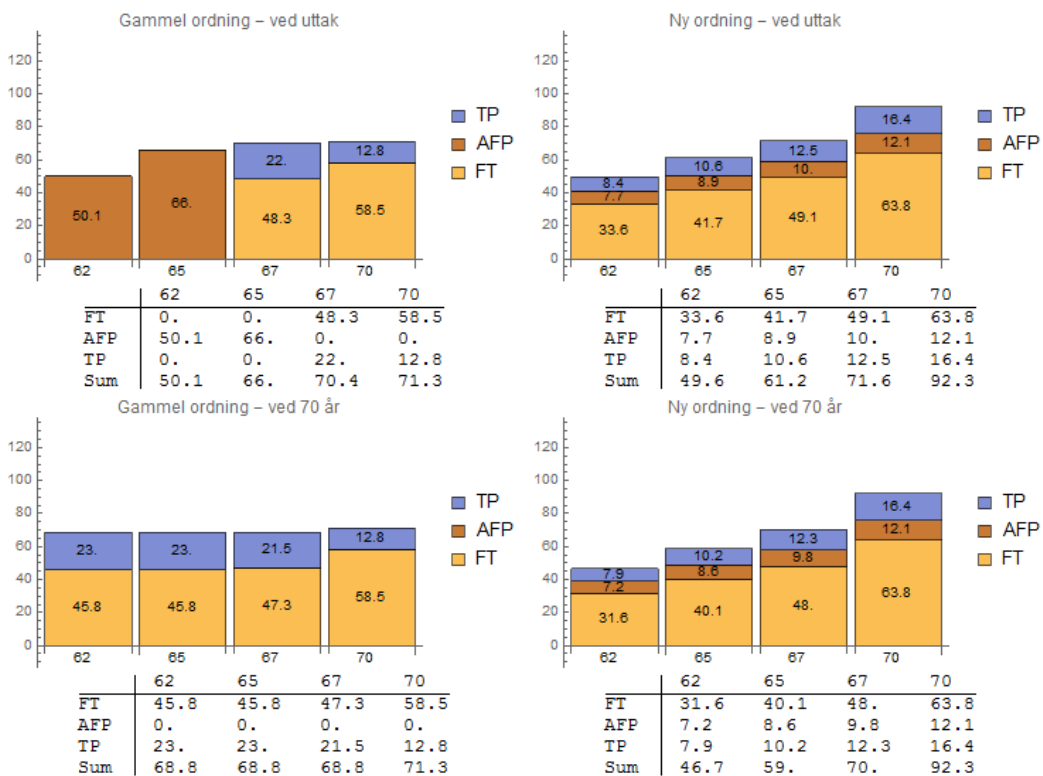 Gammel ordning – ved uttak
120
100
80
60
40
20
0
50.1
66.
22.
48.3
12.8
58.5
62 65 67 70
TP
AFP
FT
62 65 67 70
FT 0. 0. 48.3 58.5
AFP 50.1 66. 0. 0.
TP 0. 0. 22. 12.8
Sum 50.1 66. 70.4 71.3
Ny ordning – ved uttak
120
100
80
60
40
20
0
8.4
7.7
33.6
10.6
8.9
41.7
12.5
10.
49.1
16.4
12.1
63.8
62 65 67 70
TP
AFP
FT
62 65 67 70
FT 33.6 41.7 49.1 63.8
AFP 7.7 8.9 10. 12.1
TP 8.4 10.6 12.5 16.4
Sum 49.6 61.2 71.6 92.3
Gammel ordning – ved 70 år
120
100
80
60
40
20
0
23.
45.8
23.
45.8
21.5
47.3
12.8
58.5
62 65 67 70
TP
AFP
FT
62 65 67 70
FT 45.8 45.8 47.3 58.5
AFP 0. 0. 0. 0.
TP 23. 23. 21.5 12.8
Sum 68.8 68.8 68.8 71.3
Ny ordning – ved 70 år
120
100
80
60
40
20
0
7.9
7.2
31.6
10.2
8.6
40.1
12.3
9.8
48.
16.4
12.1
63.8
62 65 67 70
TP
AFP
FT
62 65 67 70
FT 31.6 40.1 48. 63.8
AFP 7.2 8.6 9.8 12.1
TP 7.9 10.2 12.3 16.4
Sum 46.7 59. 70. 92.3